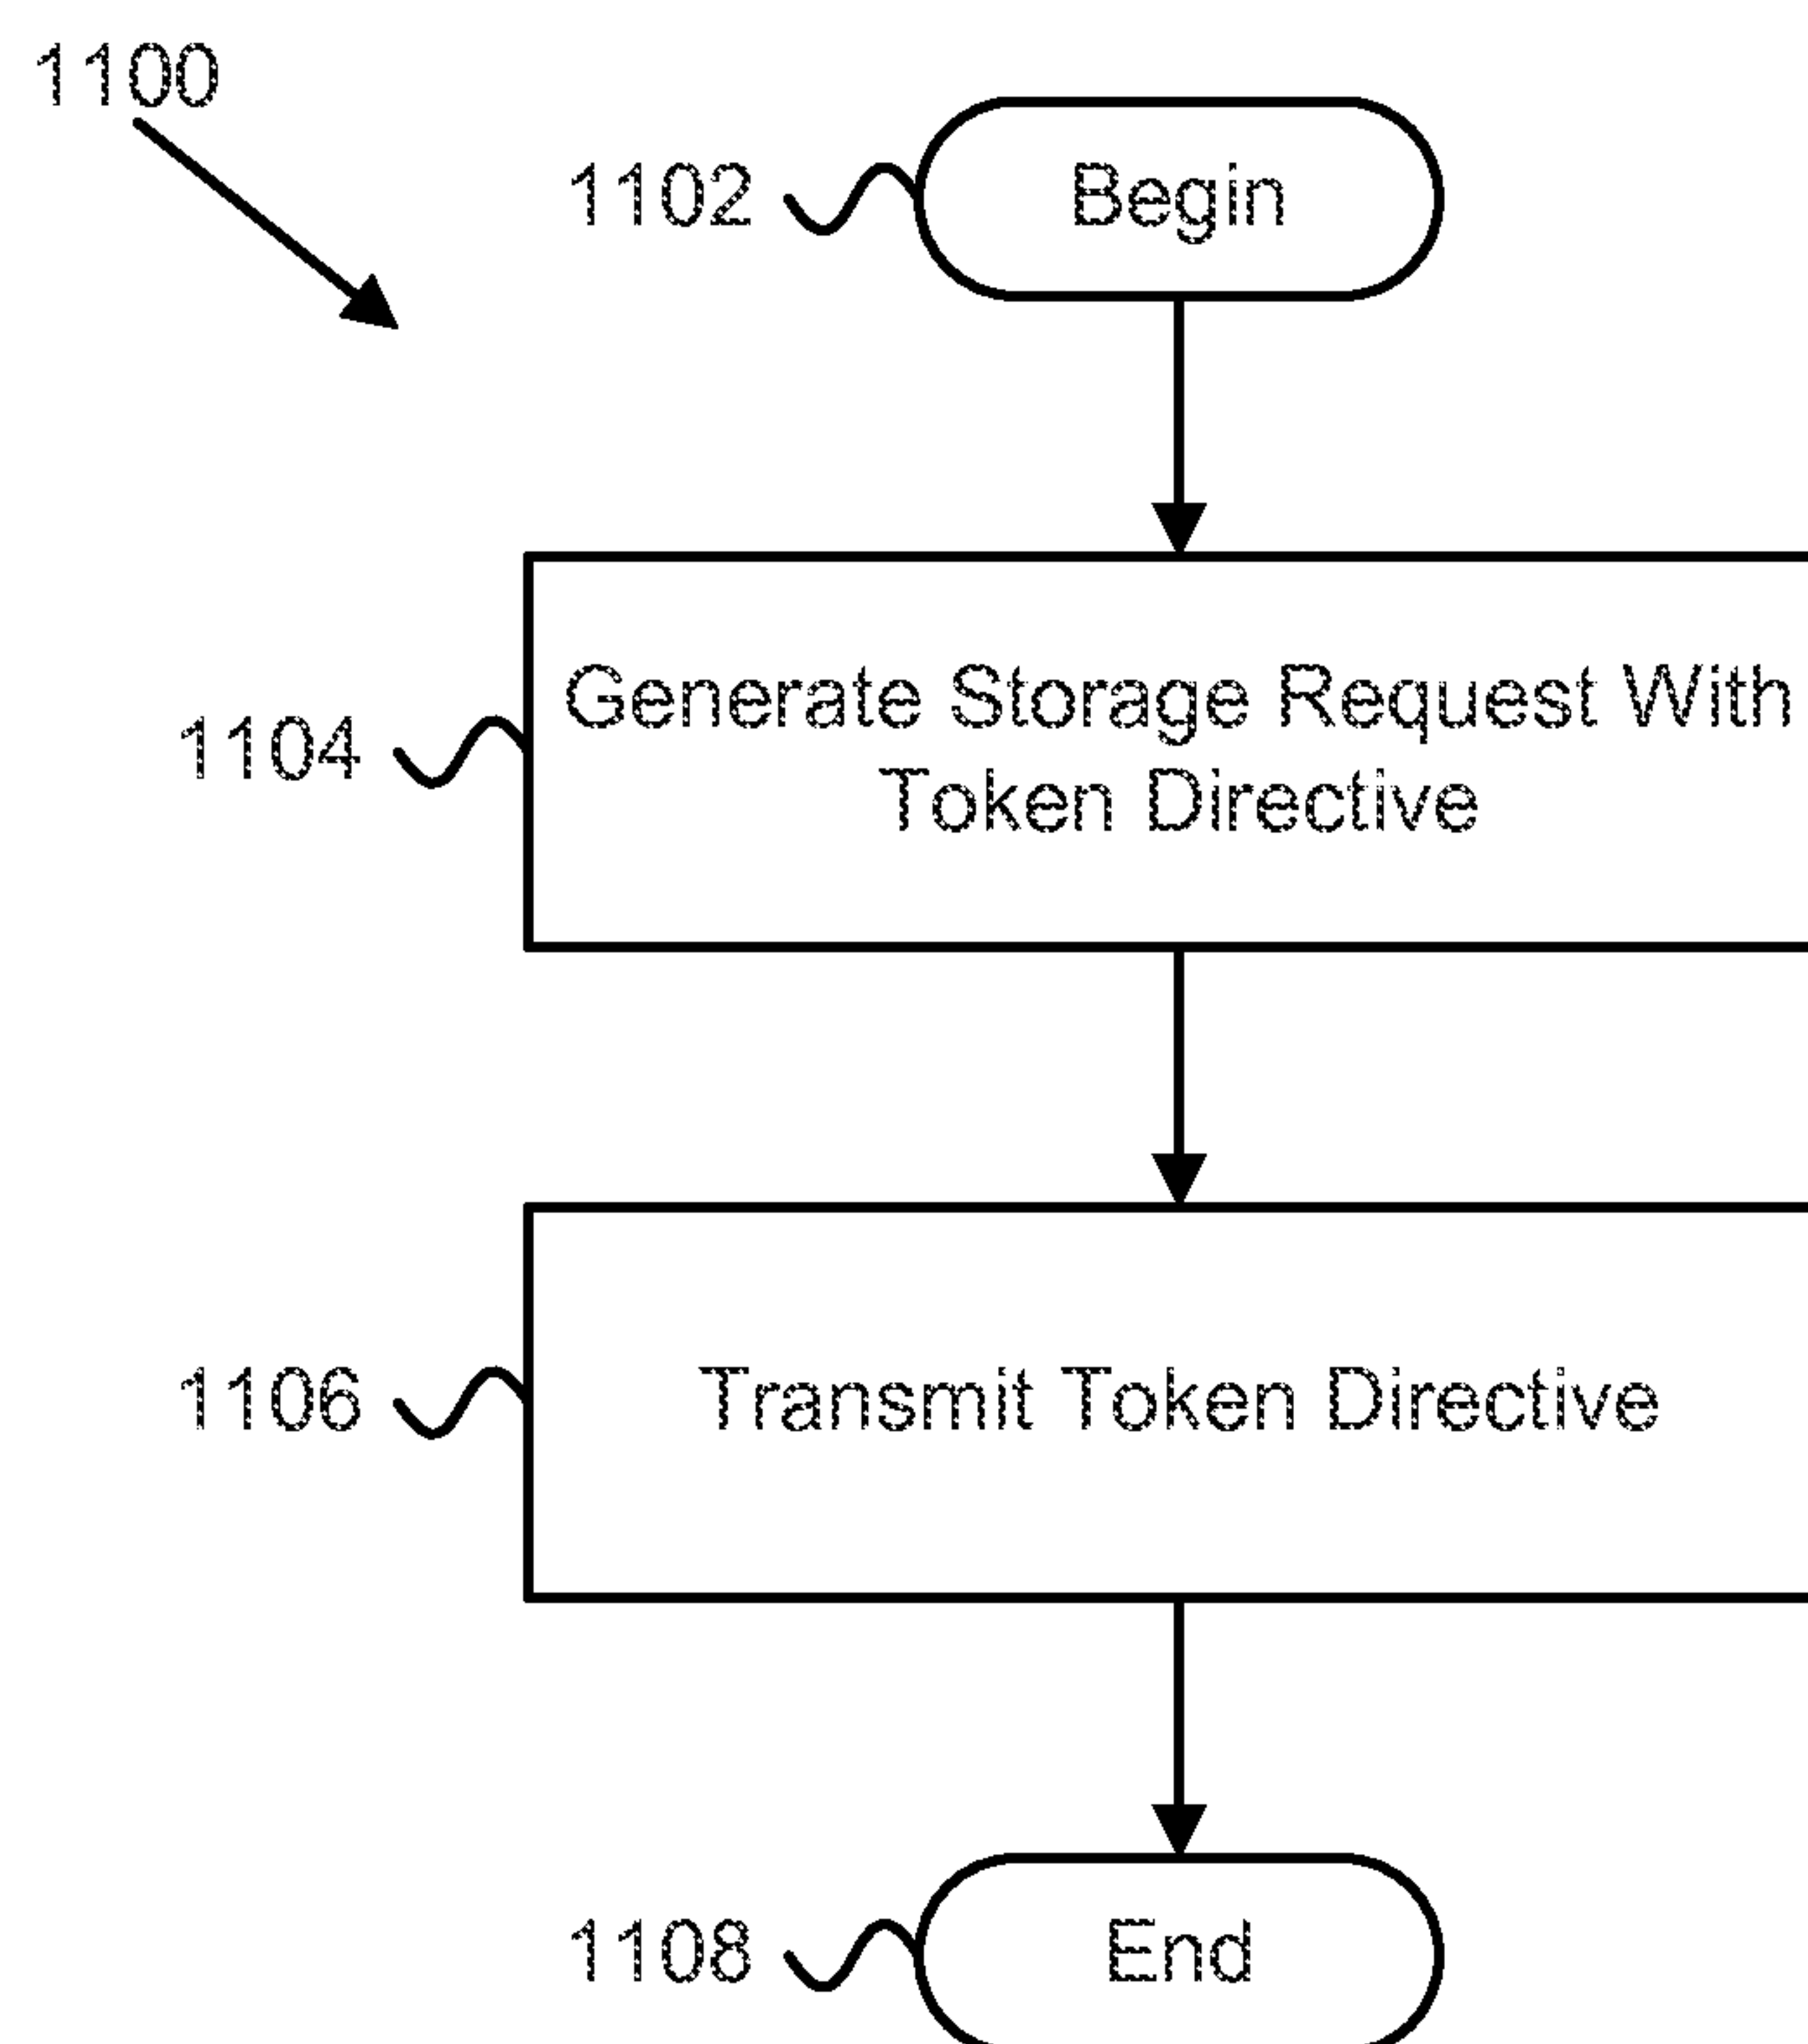 1100
1102 Begin
Generate Storage Request With
1104
Token Directive
1106 Transmit Token Directive
1108 End